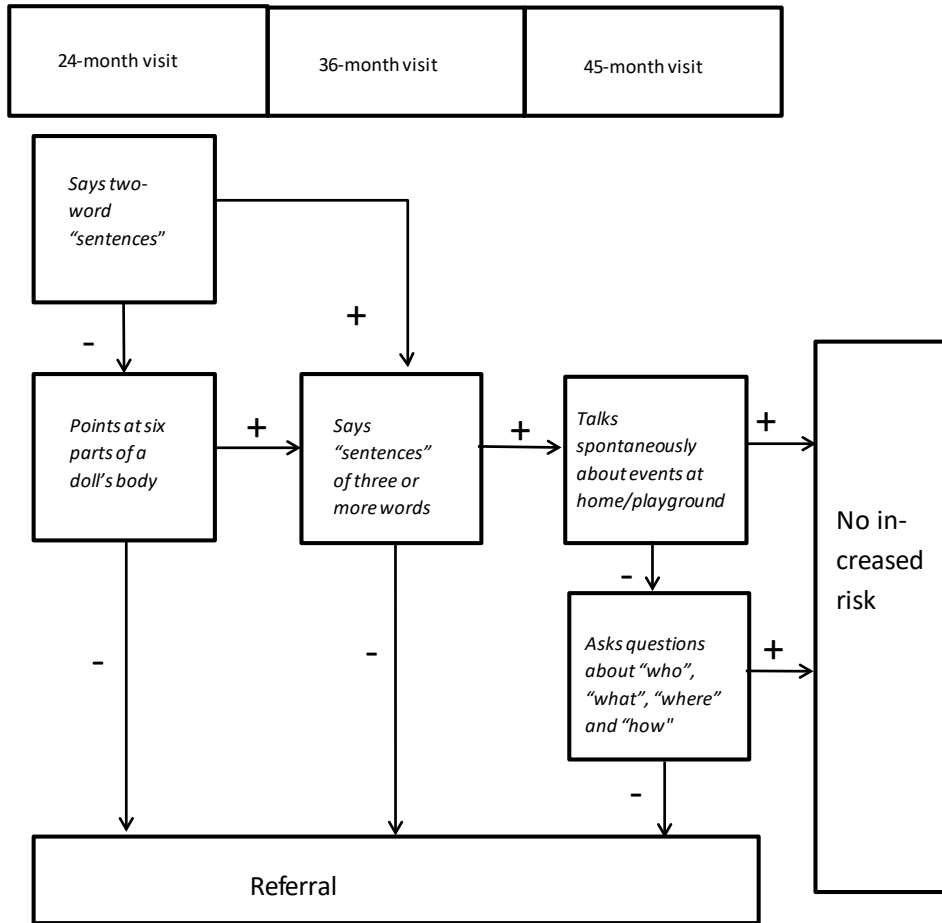 24-month visit
36-month visit
45-month visit
Says two-
word
“sentences”
+
-
Points at six
parts of a
doll’s body
+
Says
“sentences”
of three or
more words
+
Talks
spontaneously
about events at
home/playground
+
No in-
creased
risk
-
Asks questions
about “who”,
“what”, “where”
and “how"
+
-
-
-
Referral